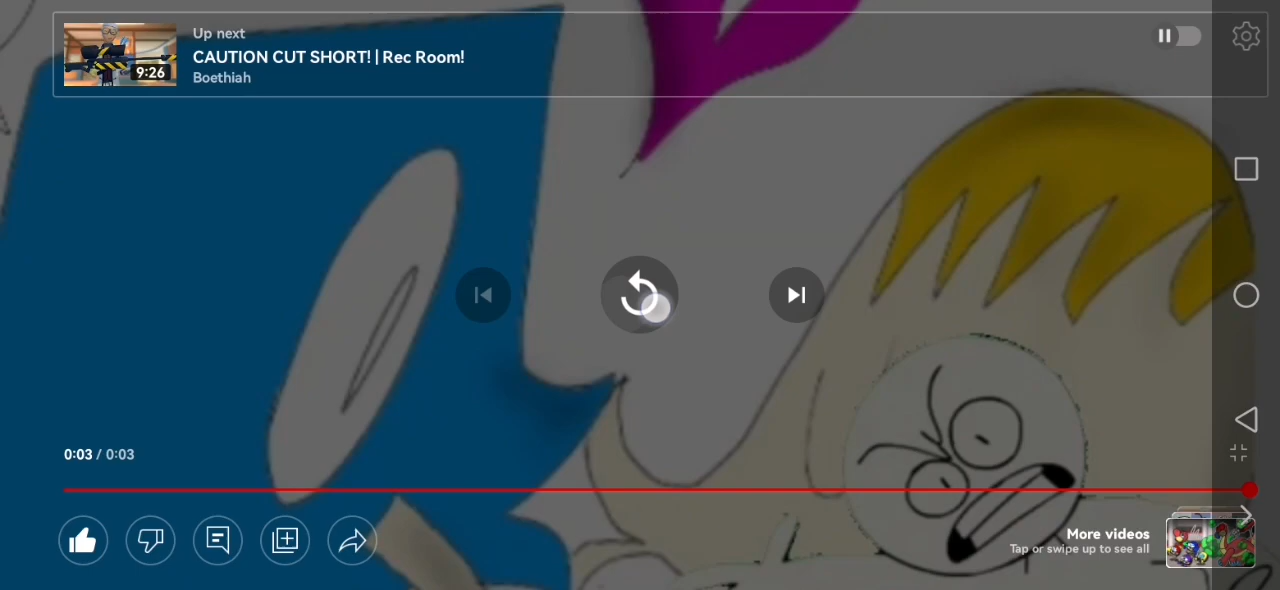 Up next
CAUTION CUT SHORT! | Rec Room!
Boethiah
9:26
0:03 / 0:03
More videos
Tap or swipe up to see all